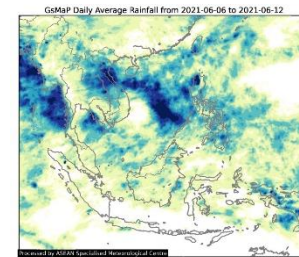 GsMaP Daily Average Rainfall from 2021-06-06 to 2021-06-12
Processed by ASEAN Specialised Meteorological Centre